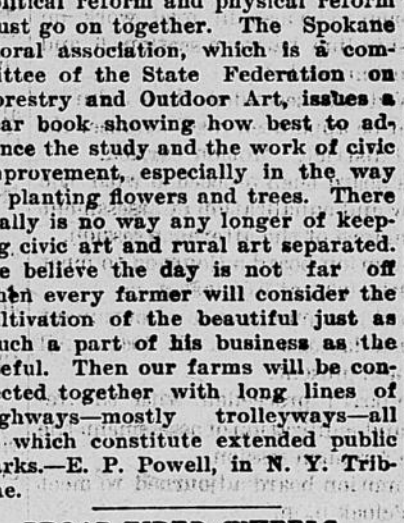 olitical reform and physical reform
ust go on together. The Spokane
oral association, which is a com-
ittee of the State Federation on
orestry and Outdoor Art, issues a
ar book showing how best to ad-
nce the study and the work of civic
provement, especially in the way
planting flowers and trees. There
ally is no way any longer of keep-
g civic art and rural art separated.
e believe the day is not far off
hen every farmer will consider the
ltivation of the beautiful just as
uch a part of his business as the
eful. Then our farms will be con-
cted together with long lines of
ghways—mostly trolleyways—all
which constitute extended public
arks.—E. P. Powell, in N. Y. Trib-
ne.